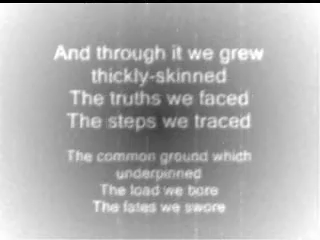 And through it we grew
thickly-skinned
The truths we faced
The steps we traced
The common ground which
underpinned
The load we bore
The fates we swore